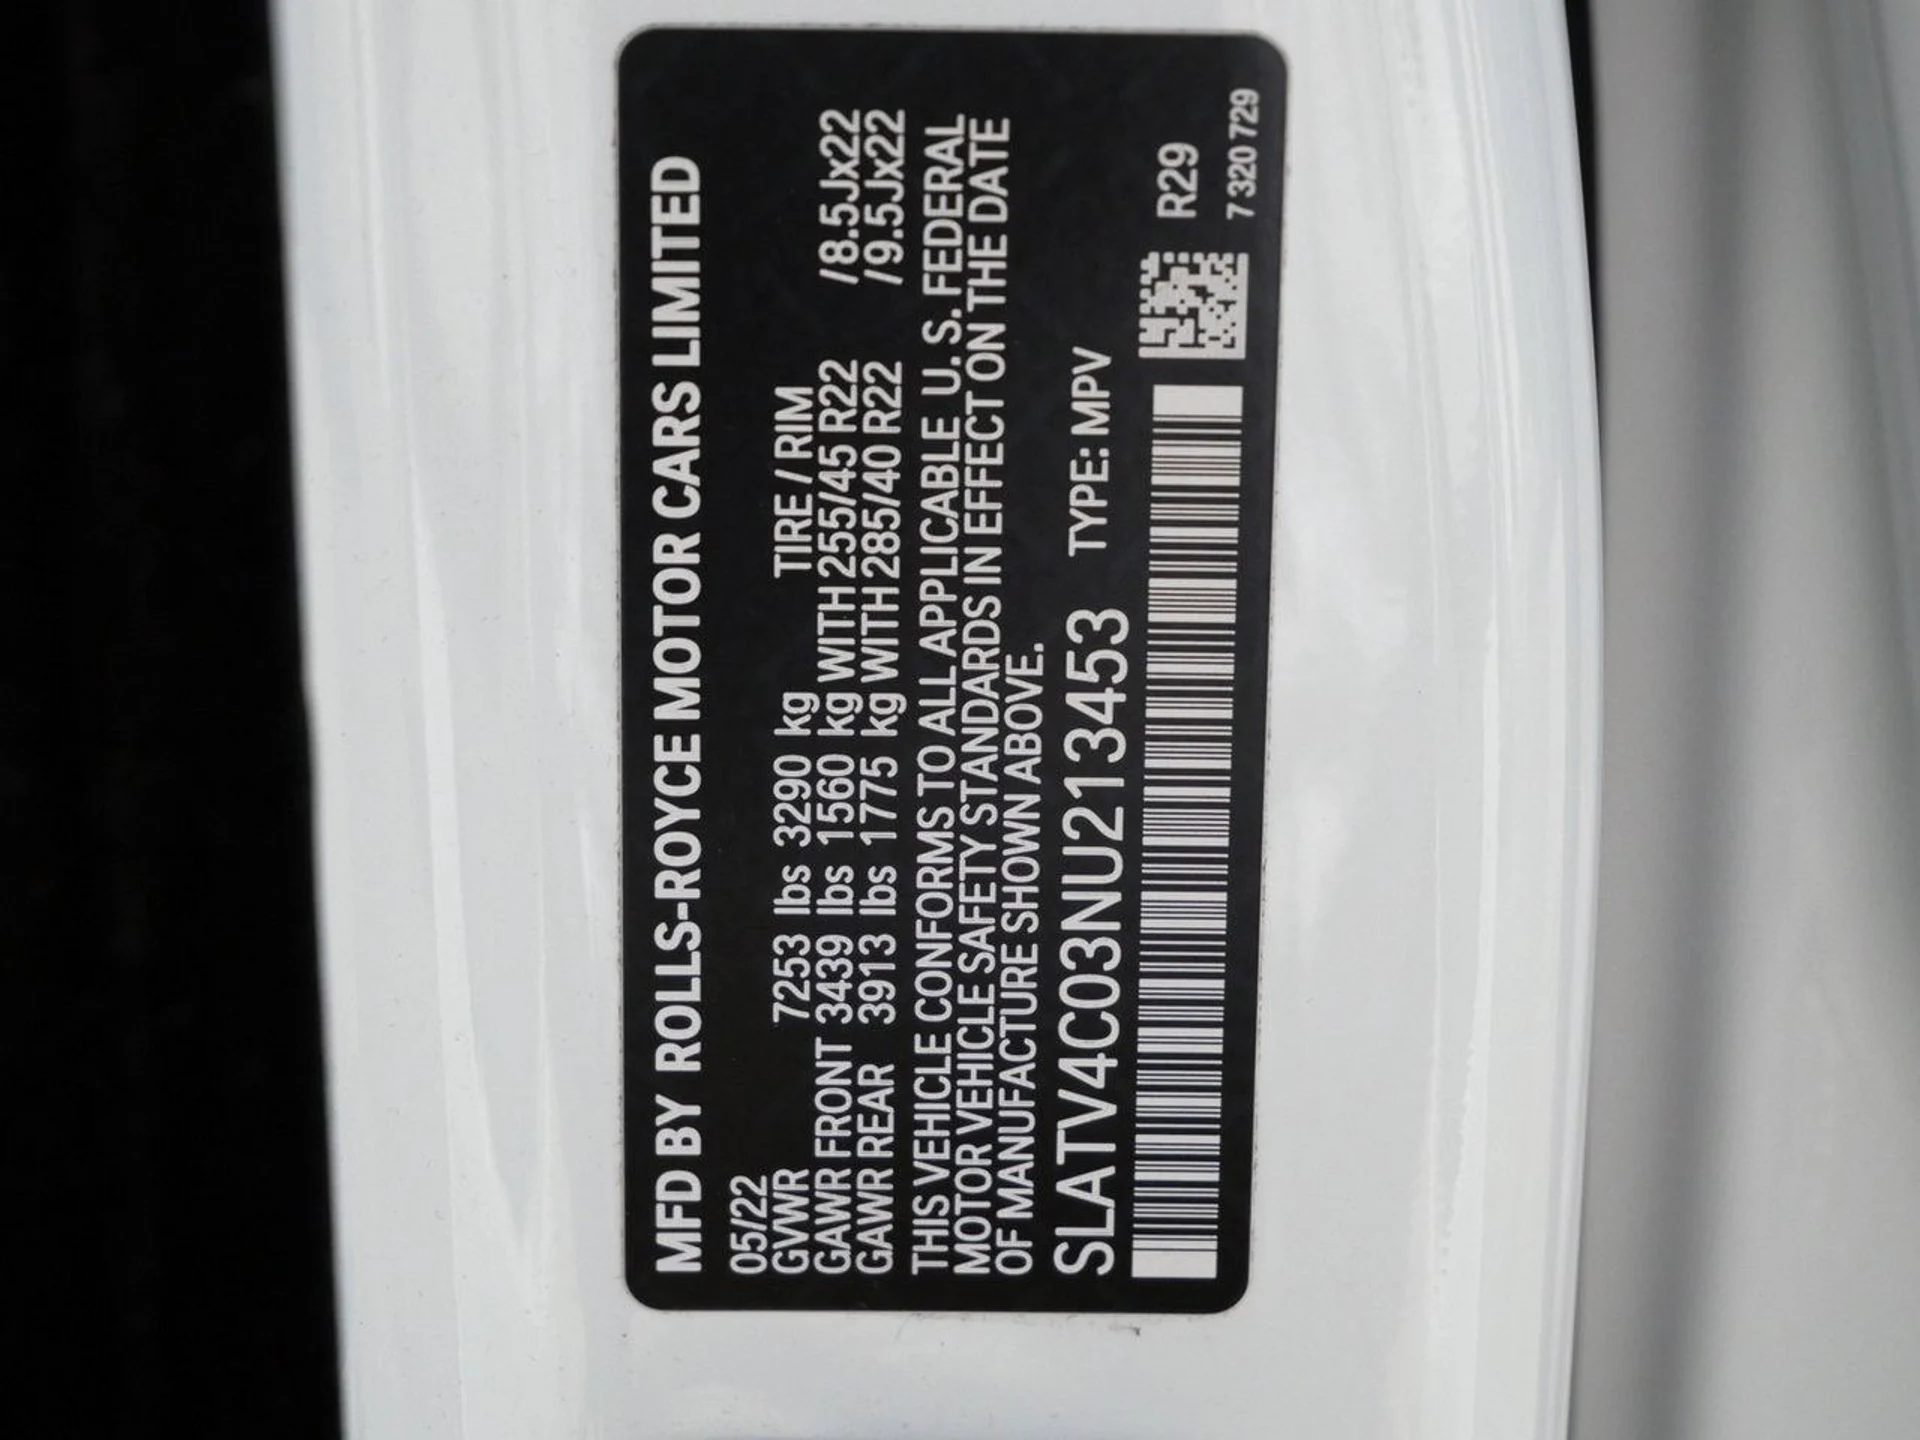 MFD BY ROLLS-ROYCE MOTOR CARS LIMITED
05/22
GVWR 7253 lbs 3290 kg TIRE / RIM
GAWR FRONT 3439 lbs 1560 kg WITH 255/45 R22 /8.5Jx22
GAWR REAR 3913 lbs 1775 kg WITH 285/40 R22 /9.5Jx22
THIS VEHICLE CONFORMS TO ALL APPLICABLE U.S. FEDERAL
MOTOR VEHICLE SAFETY STANDARDS IN EFFECT ON THE DATE
OF MANUFACTURE SHOWN ABOVE.
SLATV4C03NU213453 TYPE: MPV
R29
7 320 729